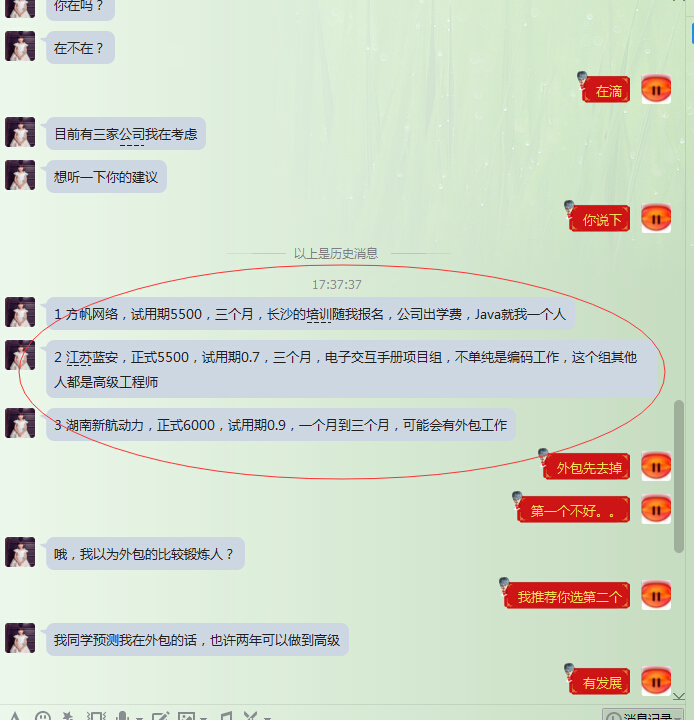 你在吗？
在不在？
在滴
目前有三家公司我在考虑
想听一下你的建议
你说下
以上是历史消息
17:37:37
1 方帆网络，试用期5500，三个月，长沙的培训随我报名，公司出学费，Java就我一个人
2 江苏蓝安，正式5500，试用期0.7，三个月，电子交互手册项目组，不单纯是编码工作，这个组其他
人都是高级工程师
3 湖南新航动力，正式6000，试用期0.9，一个月到三个月，可能会有外包工作
外包先去掉
第一个不好。。
哦，我以为外包的比较锻炼人？
我推荐你选第二个
我同学预测我在外包的话，也许两年可以做到高级
有发展
消息记录